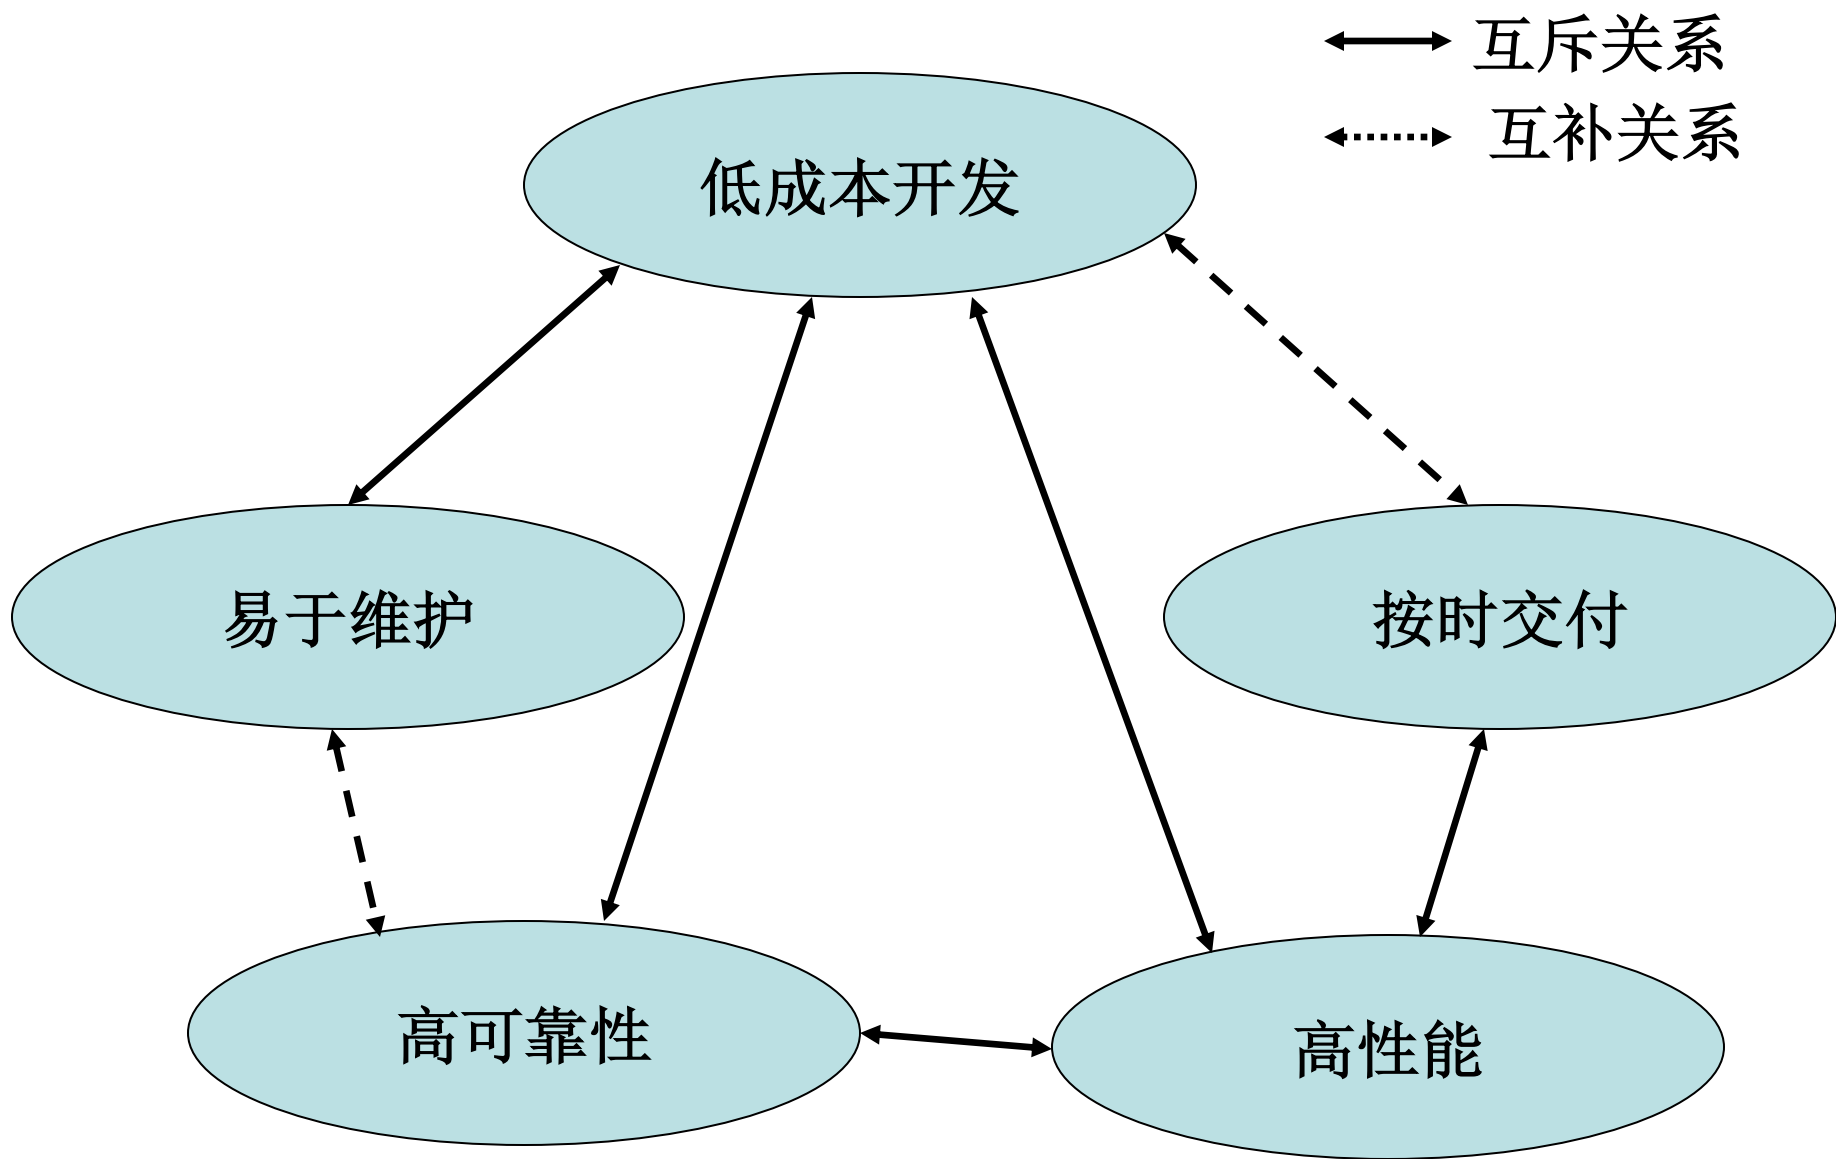 互斥关系
互补关系
低成本开发
易于维护
按时交付
高可靠性
高性能